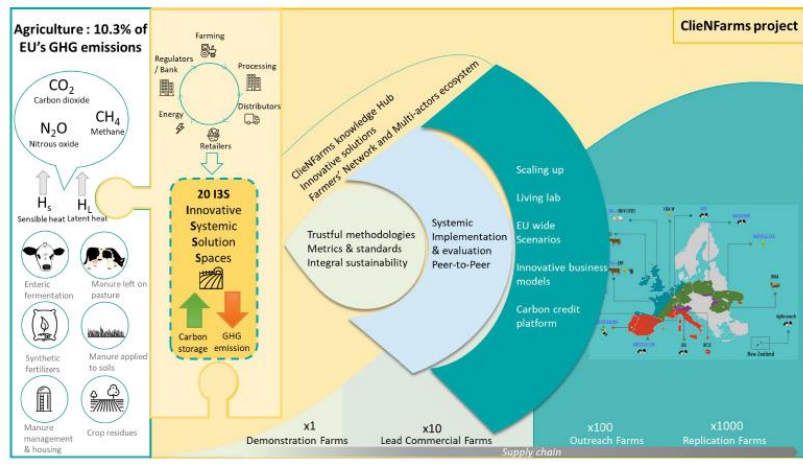 Agriculture : 10.3% of
EU's GHG emissions
CO2
Carbon dioxide
CH4
Methane
N2O
Nitrous oxide
HS
Sensible heat
HL
Latent heat
Enteric
fermentation
Manure left on
pasture
Synthetic
fertilizers
Manure applied
to soils
Manure
management
& housing
Crop residues
Farming
Regulators
/ Bank
Processing
Energy
Distributors
Retailers
20 I3S
Innovative
Systemic
Solution
Spaces
Carbon
storage
GHG
emission
ClieNFarms knowledge Hub
Innovative solutions
Farmers' Network and Multi-actors ecosystem
Trustful methodologies
Metrics & standards
Integral sustainability
Systemic
Implementation
& evaluation
Peer-to-Peer
Scaling up
Living lab
EU wide
Scenarios
Innovative business
models
Carbon credit
platform
ClieNFarms project
New Zealand
x1
Demonstration Farms
x10
Lead Commercial Farms
x100
Outreach Farms
x1000
Replication Farms
Supply chain